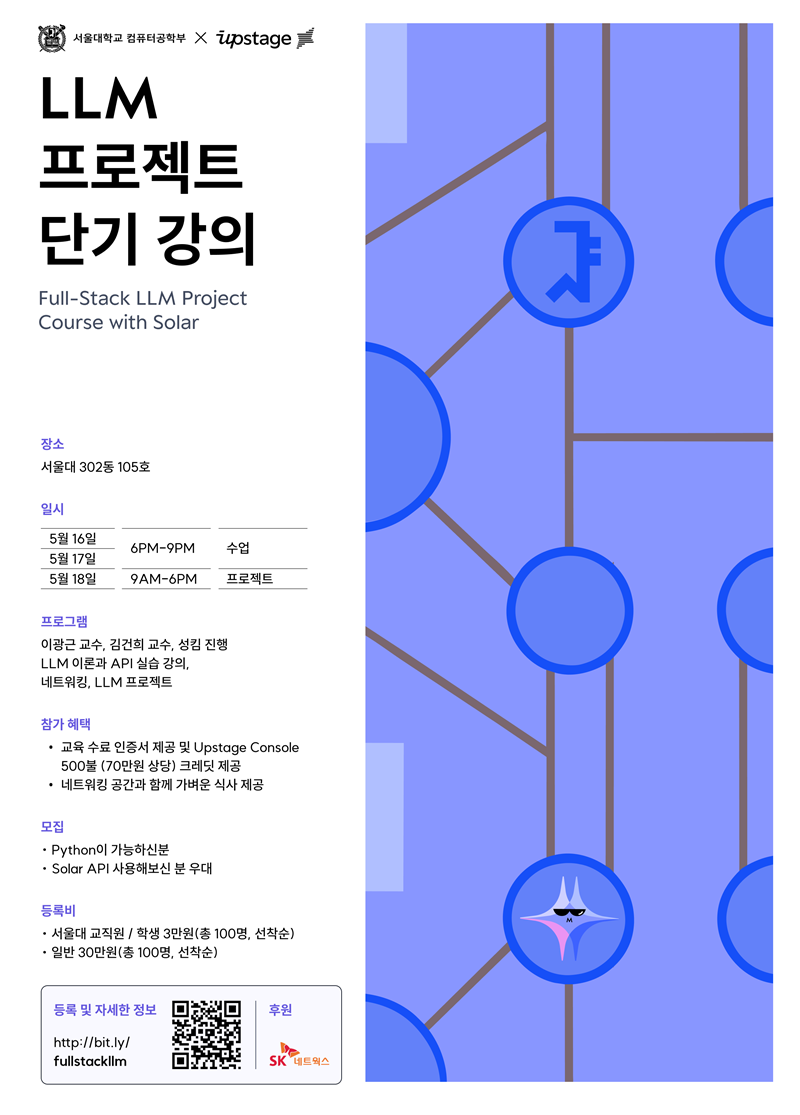 서울대학교 컴퓨터공학부 × upstage
LLM
프로젝트
단기 강의
Full-Stack LLM Project
Course with Solar
장소
서울대 302동 105호
일시
5월 16일
6PM-9PM 수업
5월 17일
5월 18일 9AM-6PM 프로젝트
프로그램
이광근 교수, 김건희 교수, 성킴 진행
LLM 이론과 API 실습 강의,
네트워킹, LLM 프로젝트
참가 혜택
• 교육 수료 인증서 제공 및 Upstage Console
500불 (70만원 상당) 크레딧 제공
• 네트워킹 공간과 함께 가벼운 식사 제공
모집
• Python이 가능하신분
• Solar API 사용해보신 분 우대
등록비
• 서울대 교직원 / 학생 3만원(총 100명, 선착순)
• 일반 30만원(총 100명, 선착순)
등록 및 자세한 정보
http://bit.ly/
fullstackllm
후원
SK 네트웍스